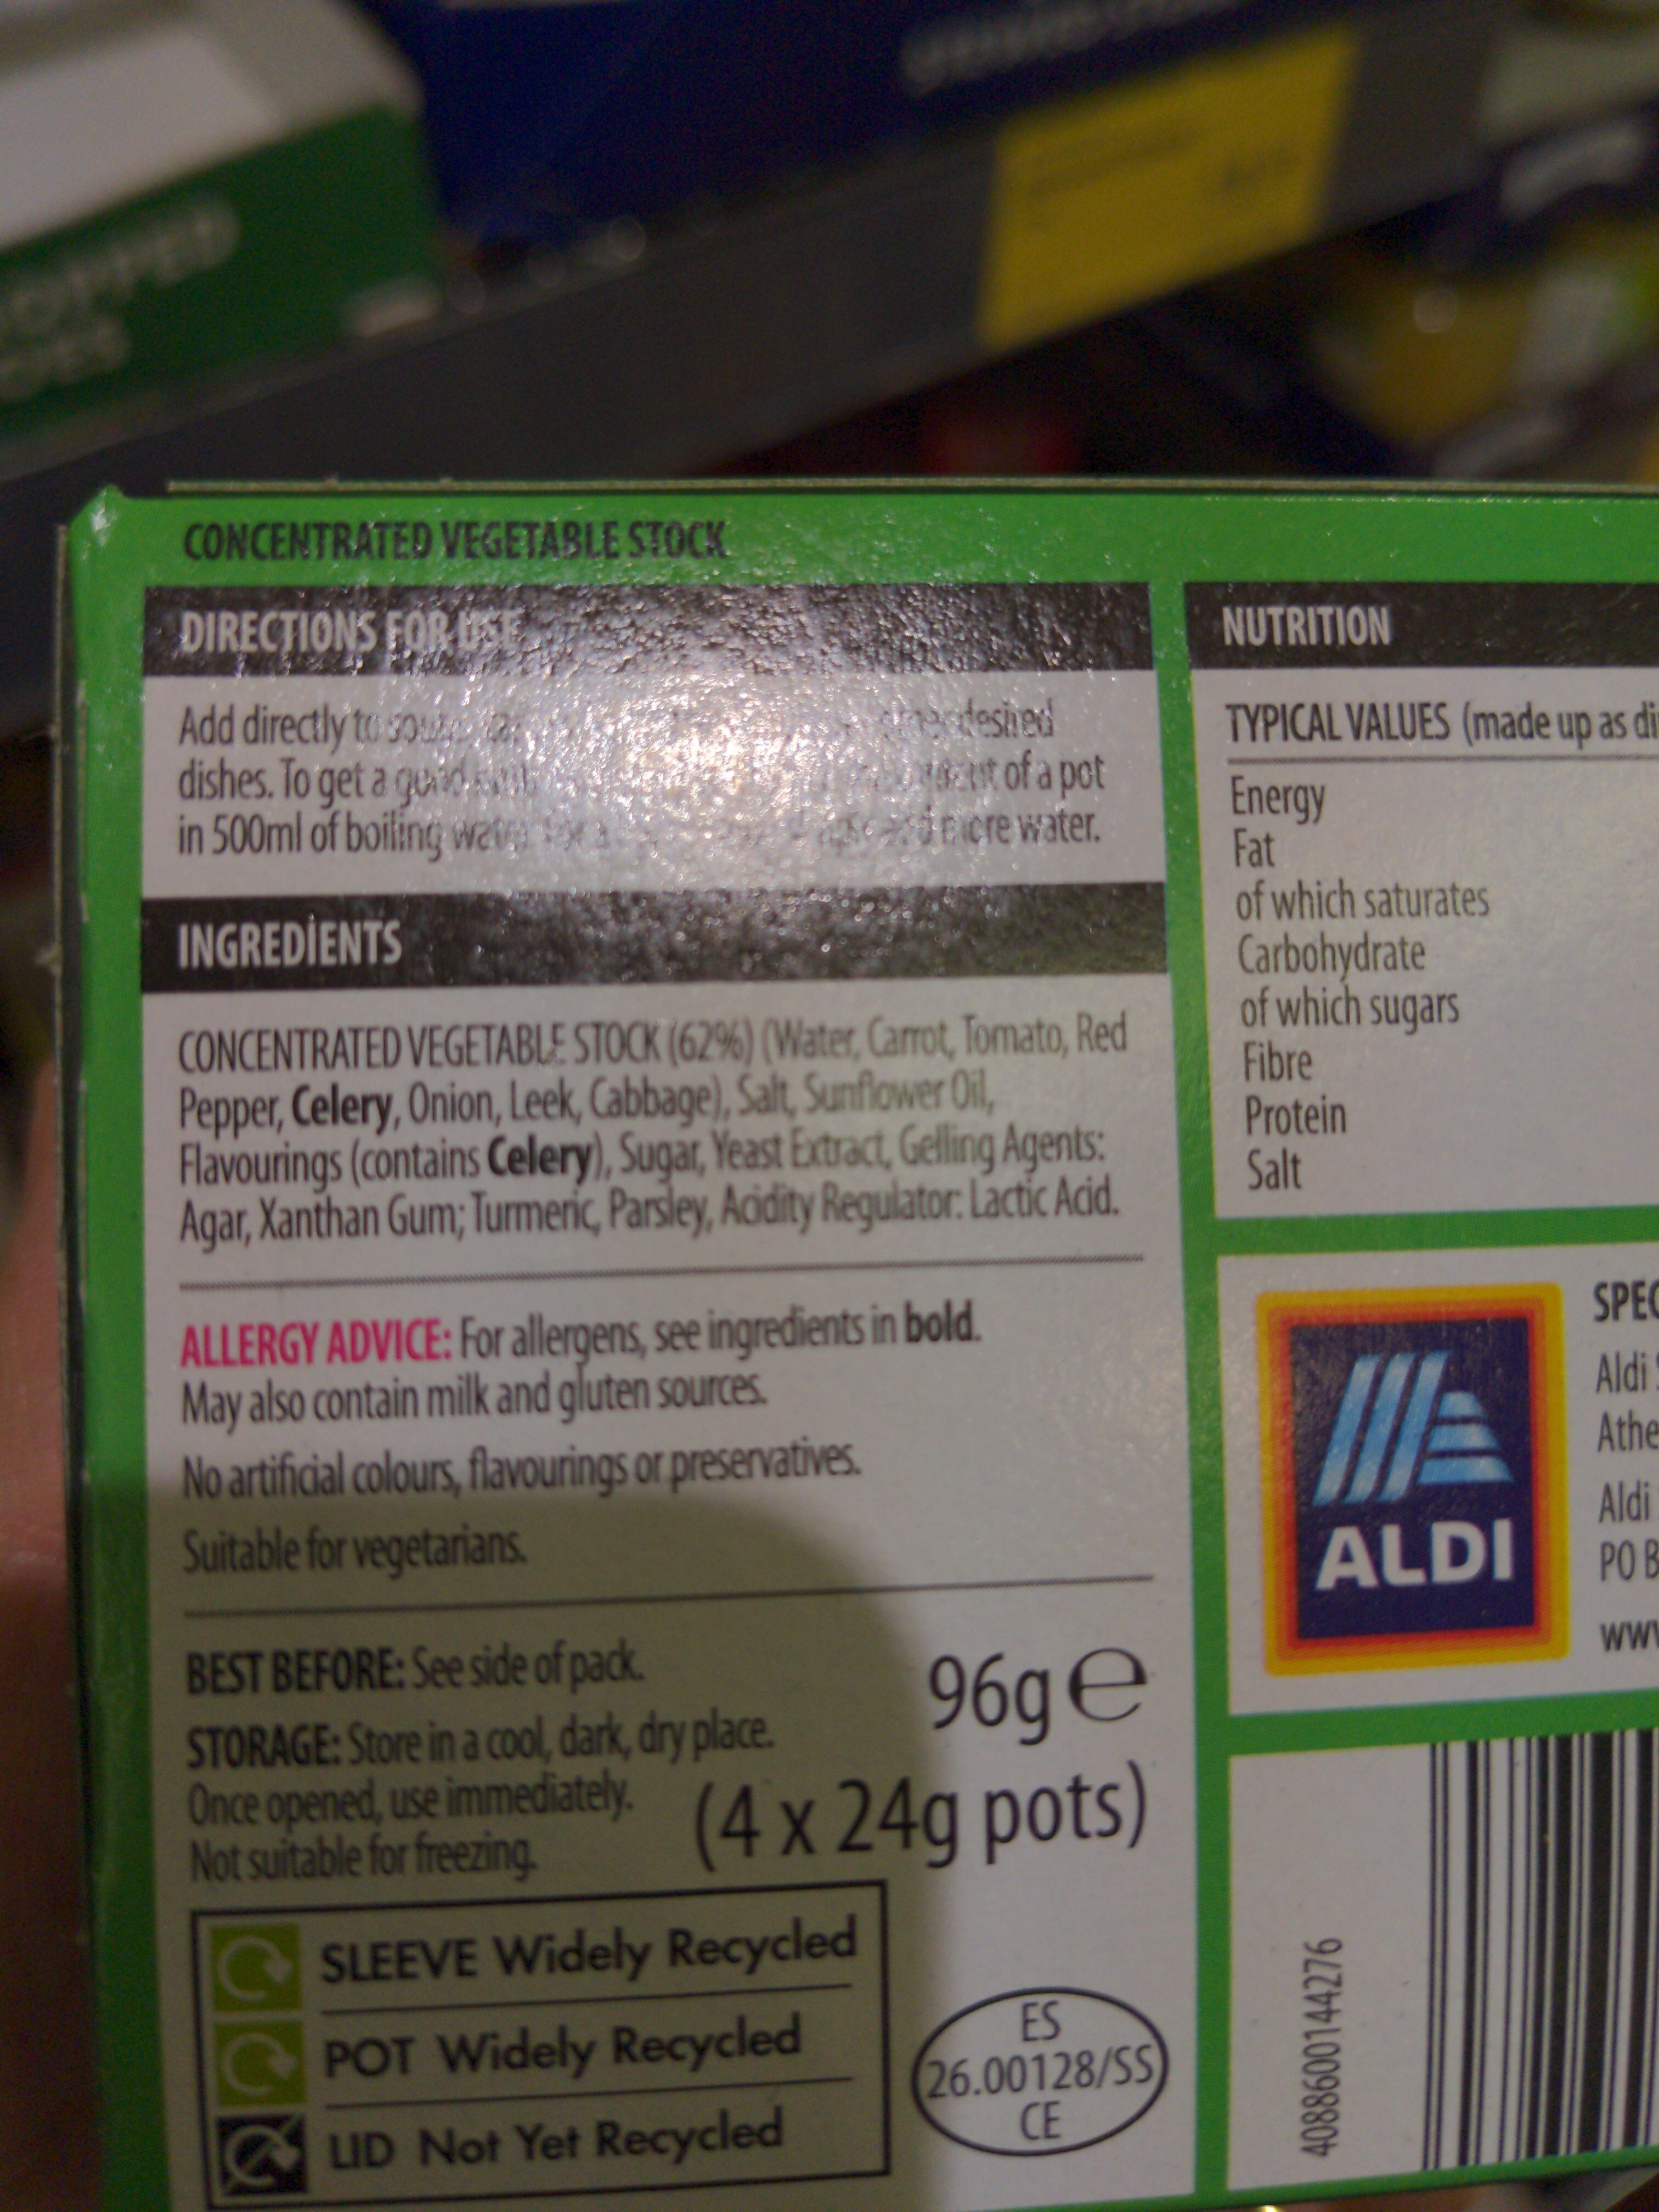 CONCENTRATED VEGETABLE STOCK
DIRECTIONS FOR USE
Add directly to desired
dishes. To get a good of a pot
in 500ml of boiling water. more water.
INGREDIENTS
CONCENTRATED VEGETABLE STOCK (62%) (Water, Carrot, Tomato, Red
Pepper, Celery, Onion, Leek, Cabbage), Salt, Sunflower Oil,
Flavourings (contains Celery), Sugar, Yeast Extract, Gelling Agents:
Agar, Xanthan Gum; Turmeric, Parsley, Acidity Regulator: Lactic Acid.
ALLERGY ADVICE: For allergens, see ingredients in bold.
May also contain milk and gluten sources.
No artificial colours, flavourings or preservatives.
Suitable for vegetarians.
BEST BEFORE: See side of pack.
STORAGE: Store in a cool, dark, dry place.
Once opened, use immediately.
Not suitable for freezing.
96g e
(4 x 24g pots)
SLEEVE Widely Recycled
POT Widely Recycled
LID Not Yet Recycled
ES
26.00128/SS
CE
NUTRITION
TYPICAL VALUES (made up as di
Energy
Fat
of which saturates
Carbohydrate
of which sugars
Fibre
Protein
Salt
ALDI
SPEC
Aldi
Athe
Aldi
PO B
www
4088600144276